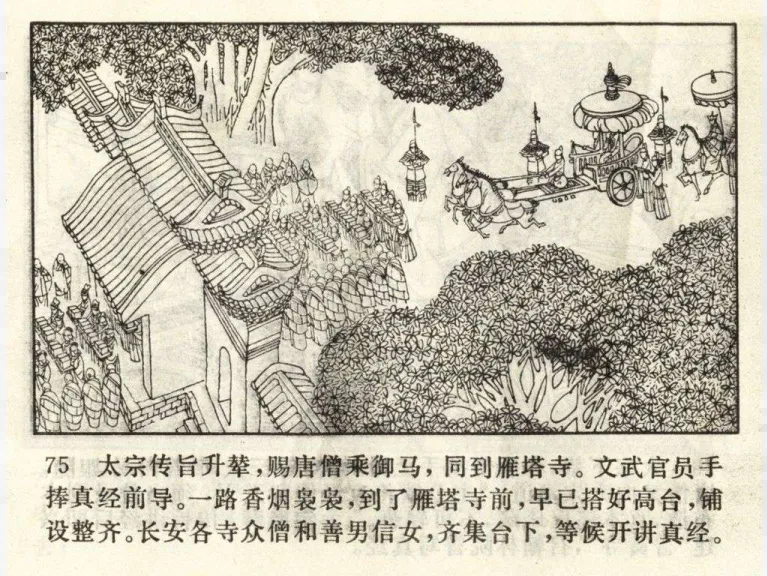 75 太宗传旨升辇,赐唐僧乘御马,同到雁塔寺。文武官员手
捧真经前导。一路香烟袅袅,到了雁塔寺前,早已搭好高台,铺
设整齐。长安各寺众僧和善男信女,齐集台下,等候开讲真经。